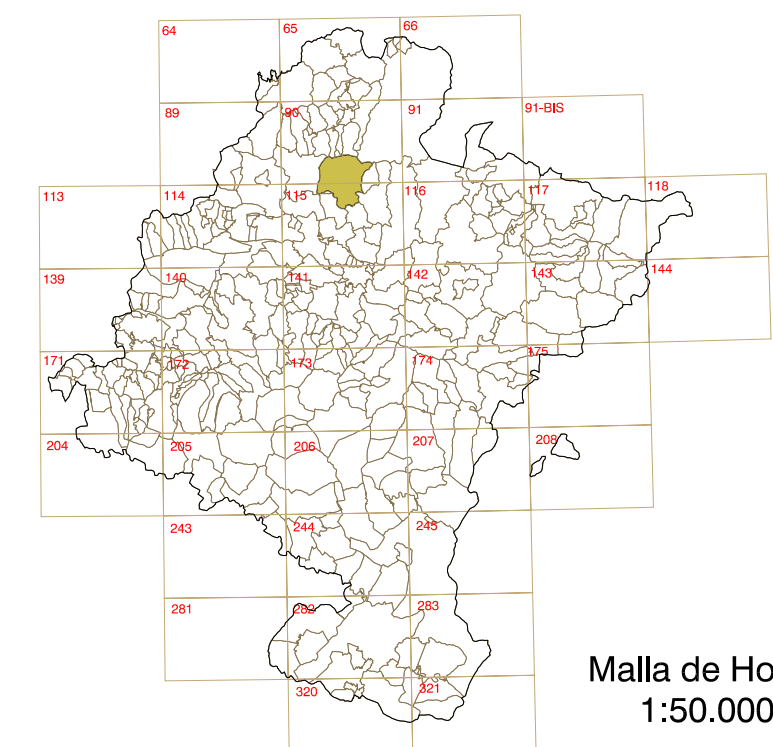 64 65 66
89 90 91 91-BIS
113 114 115 116 117 118
139 140 141 142 143 144
171 172 173 174 175
204 205 206 207 208
243 244 245
281 282 283
320 321
Malla de Ho
1:50.000